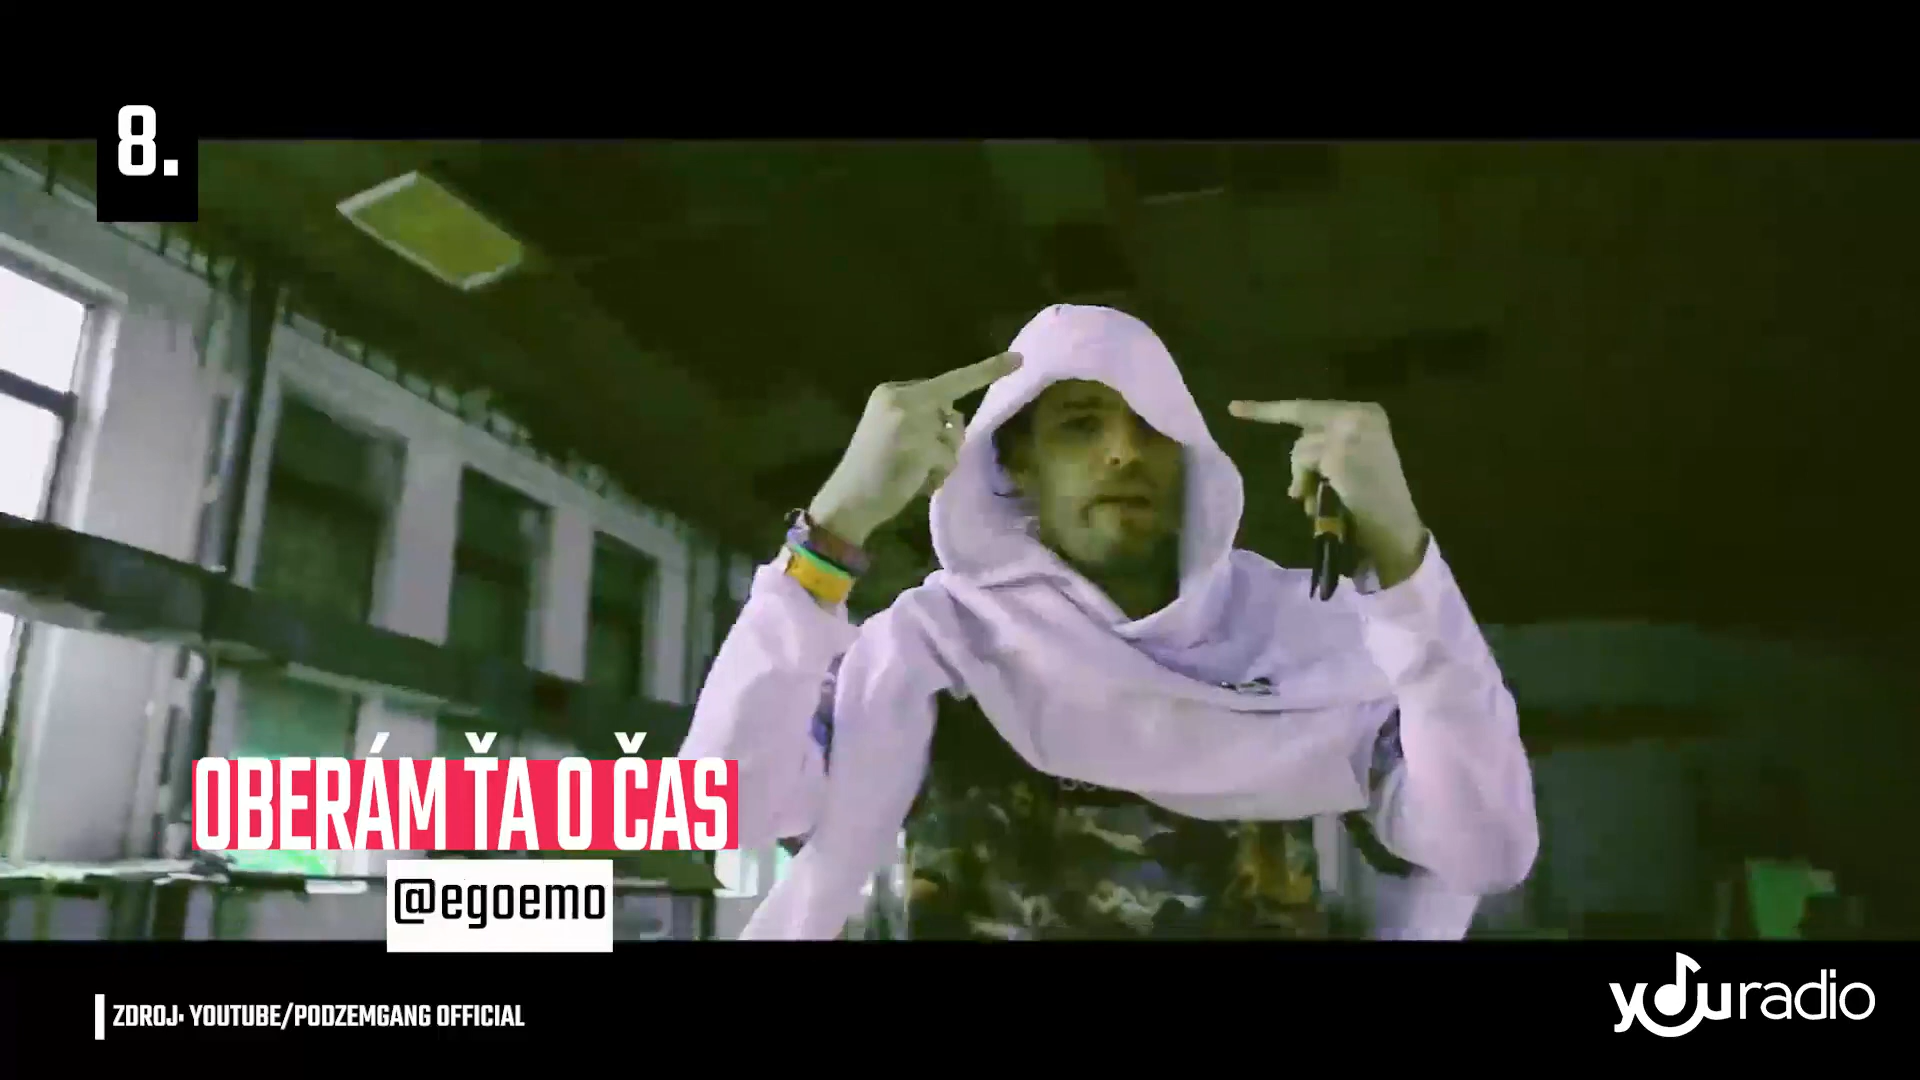 8.
OBERÁM ŤA O ČAS
@egoemo
ZDROJ: YOUTUBE/PODZEMGANG OFFICIAL
youradio